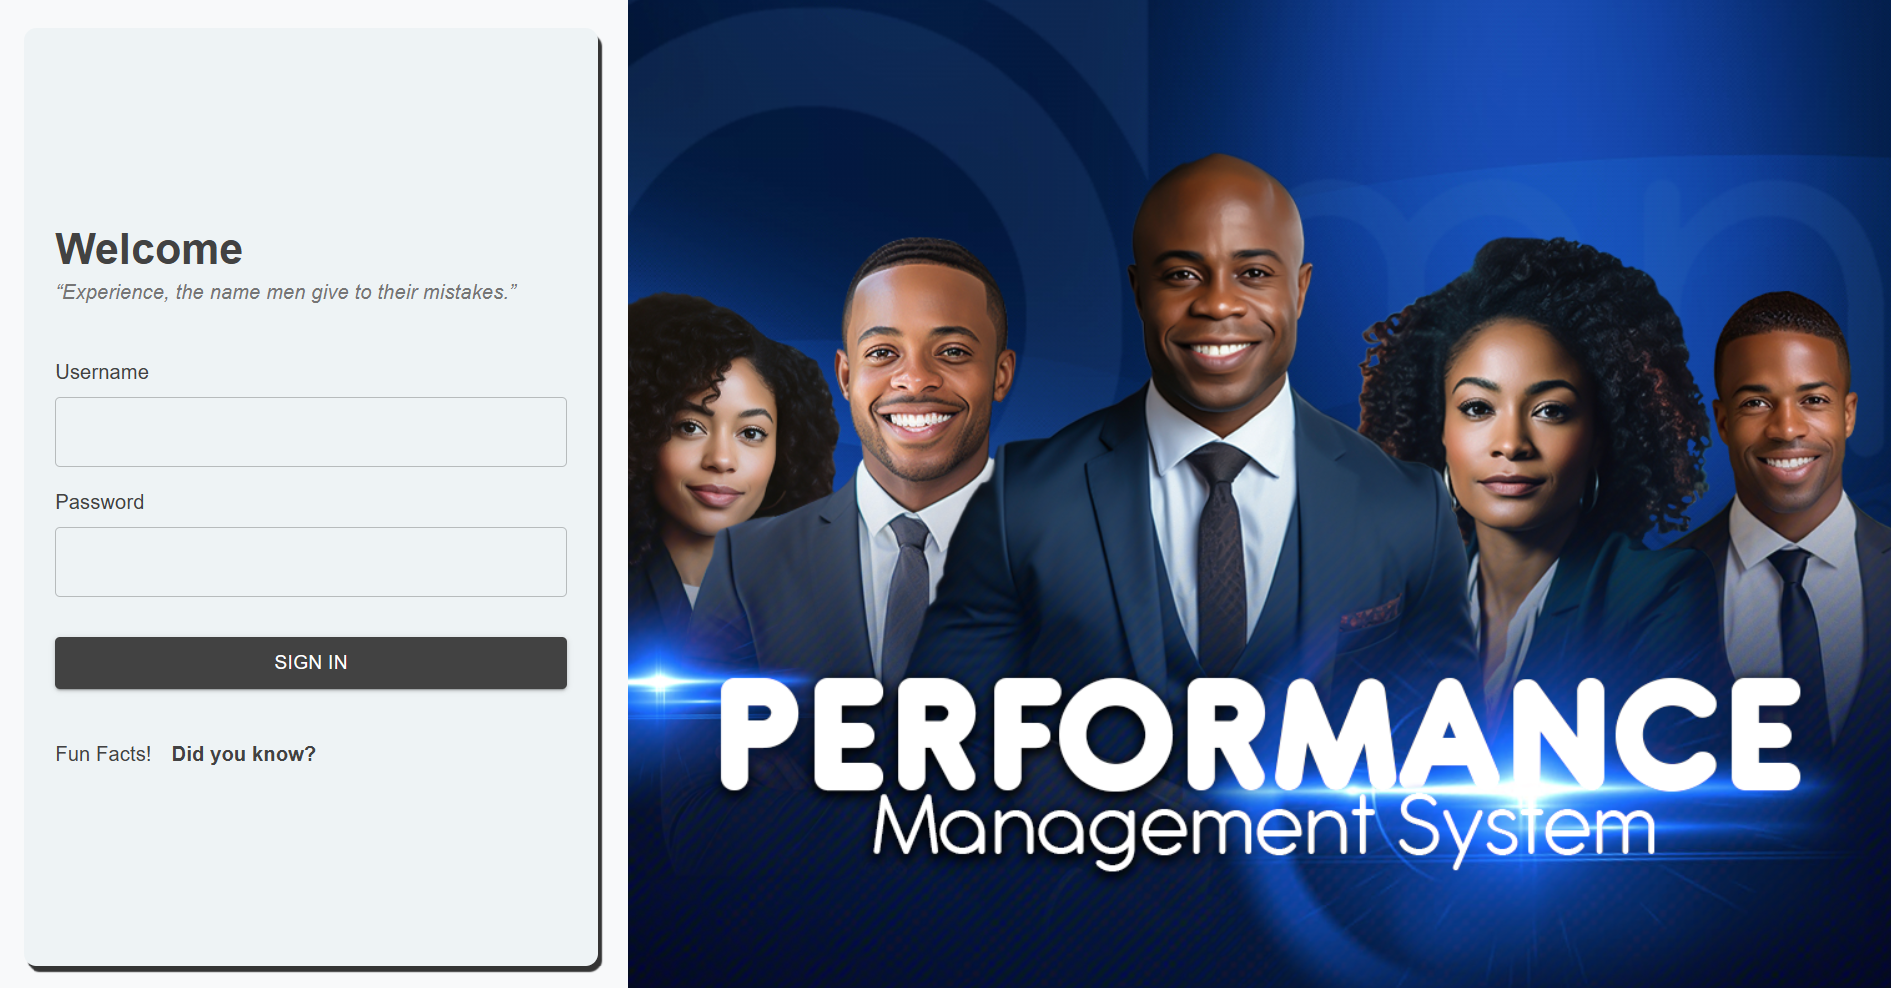 Welcome
“Experience, the name men give to their mistakes.”
Username
Password
SIGN IN
Fun Facts! Did you know?
PERFORMANCE
Management System